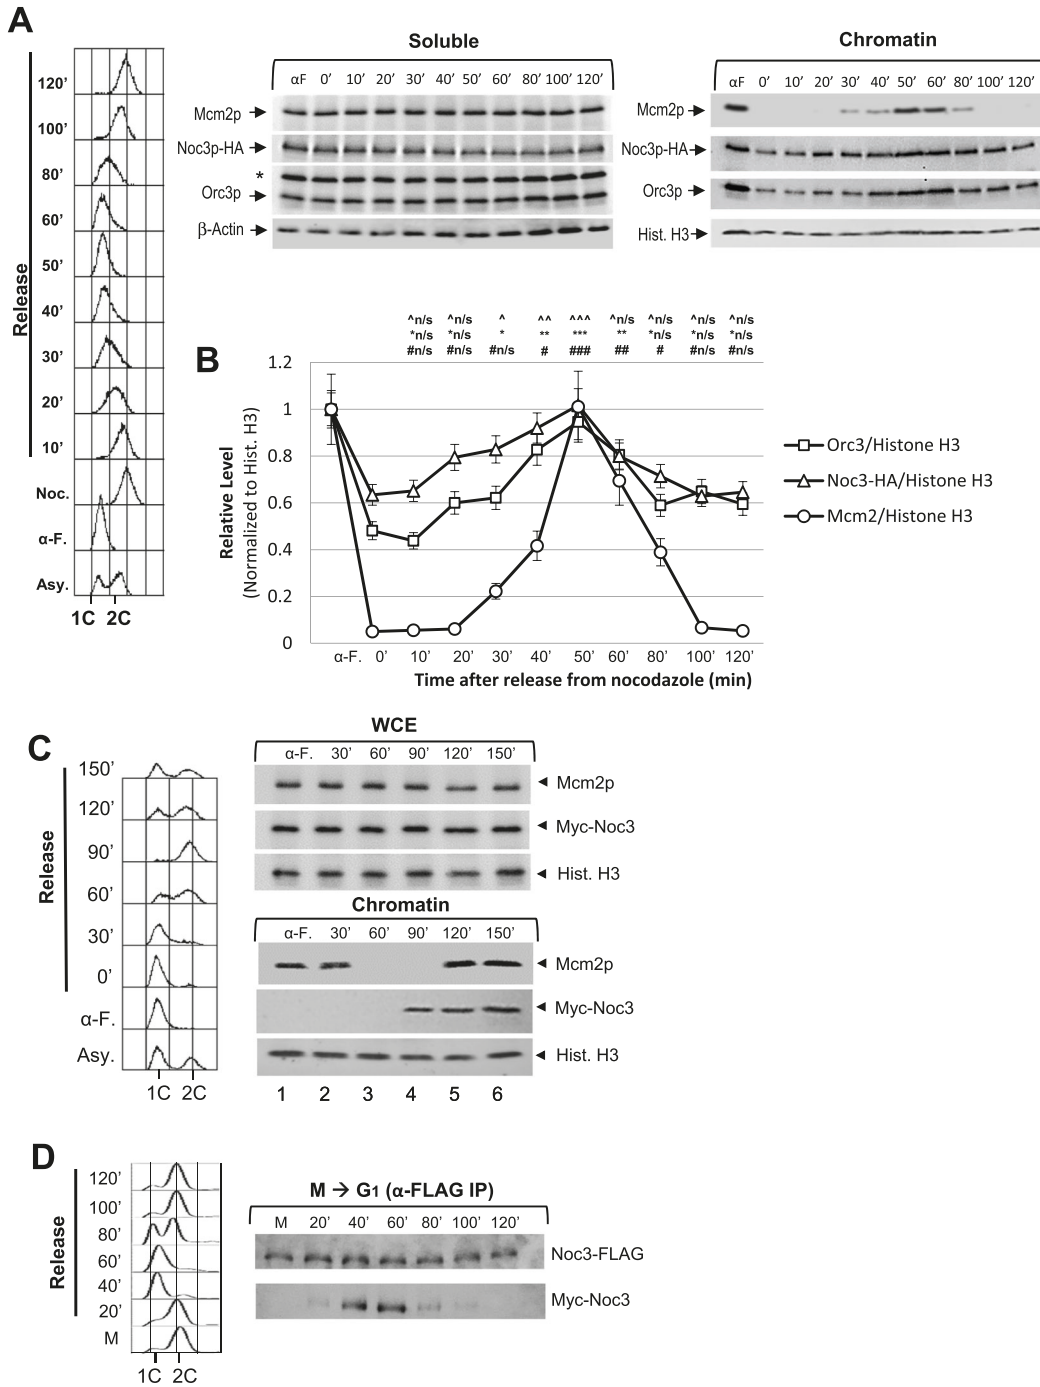 A
Release
120’
100’
80’
60’
50’
40’
30’
20’
10’
Noc.
α-F.
Asy.
1C 2C
Soluble
αF 0’ 10’ 20’ 30’ 40’ 50’ 60’ 80’ 100’ 120’
Mcm2p
Noc3p-HA
*
Orc3p
β-Actin
Chromatin
αF 0’ 10’ 20’ 30’ 40’ 50’ 60’ 80’ 100’ 120’
Mcm2p
Noc3p-HA
Orc3p
Hist. H3
B
^n/s ^n/s ^ ^^ ^^^ ^n/s ^n/s ^n/s ^n/s
*n/s *n/s * ** *** ** *n/s *n/s *n/s
#n/s #n/s #n/s # ### ## # #n/s #n/s
Relative Level
(Normalized to Hist. H3)
1.2
1
0.8
0.6
0.4
0.2
0
α-F. 0’ 10’ 20’ 30’ 40’ 50’ 60’ 80’ 100’ 120’
Time after release from nocodazole (min)
Orc3/Histone H3
Noc3-HA/Histone H3
Mcm2/Histone H3
C
Release
150’
120’
90’
60’
30’
0’
α-F.
Asy.
1C 2C
WCE
α-F. 30’ 60’ 90’ 120’ 150’
Mcm2p
Myc-Noc3
Hist. H3
Chromatin
α-F. 30’ 60’ 90’ 120’ 150’
Mcm2p
Myc-Noc3
Hist. H3
1 2 3 4 5 6
D
Release
120’
100’
80’
60’
40’
20’
M
1C 2C
M → G1 (α-FLAG IP)
M 20’ 40’ 60’ 80’ 100’ 120’
Noc3-FLAG
Myc-Noc3